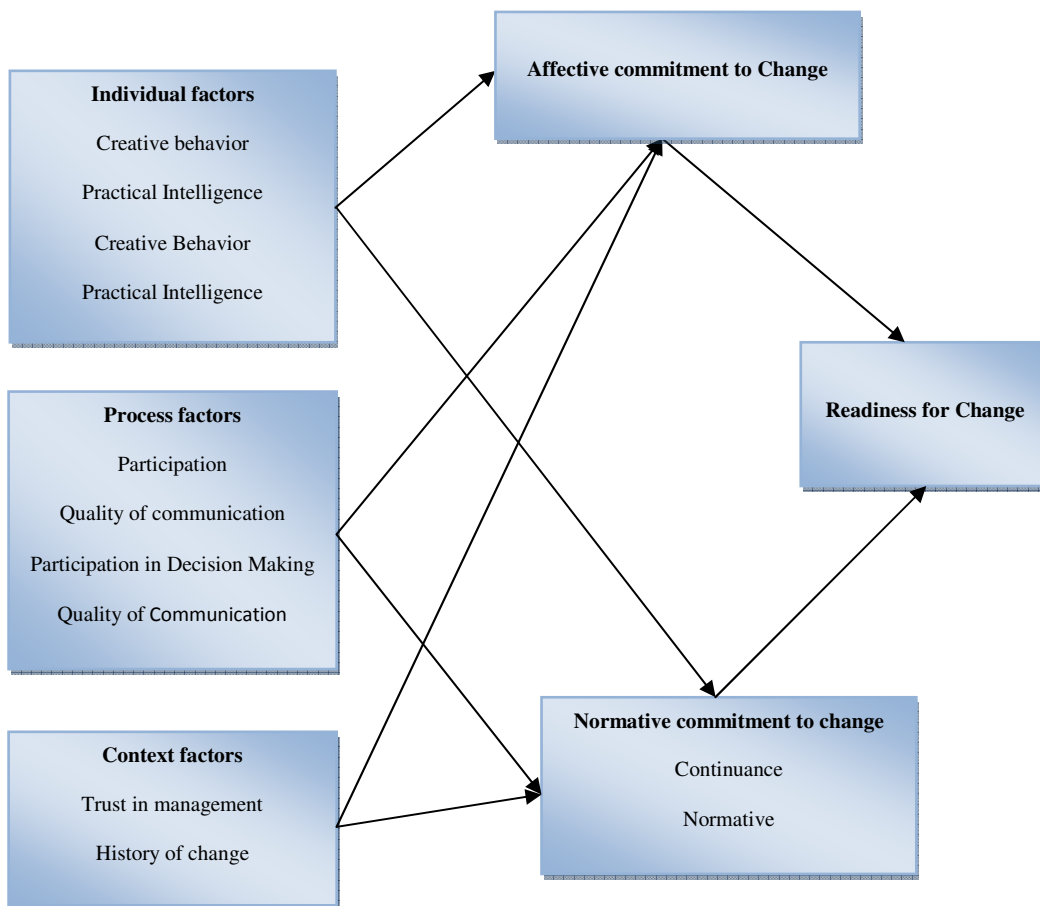 Individual factors
Creative behavior
Practical Intelligence
Creative Behavior
Practical Intelligence
Process factors
Participation
Quality of communication
Participation in Decision Making
Quality of Communication
Context factors
Trust in management
History of change
Affective commitment to Change
Normative commitment to change
Continuance
Normative
Readiness for Change